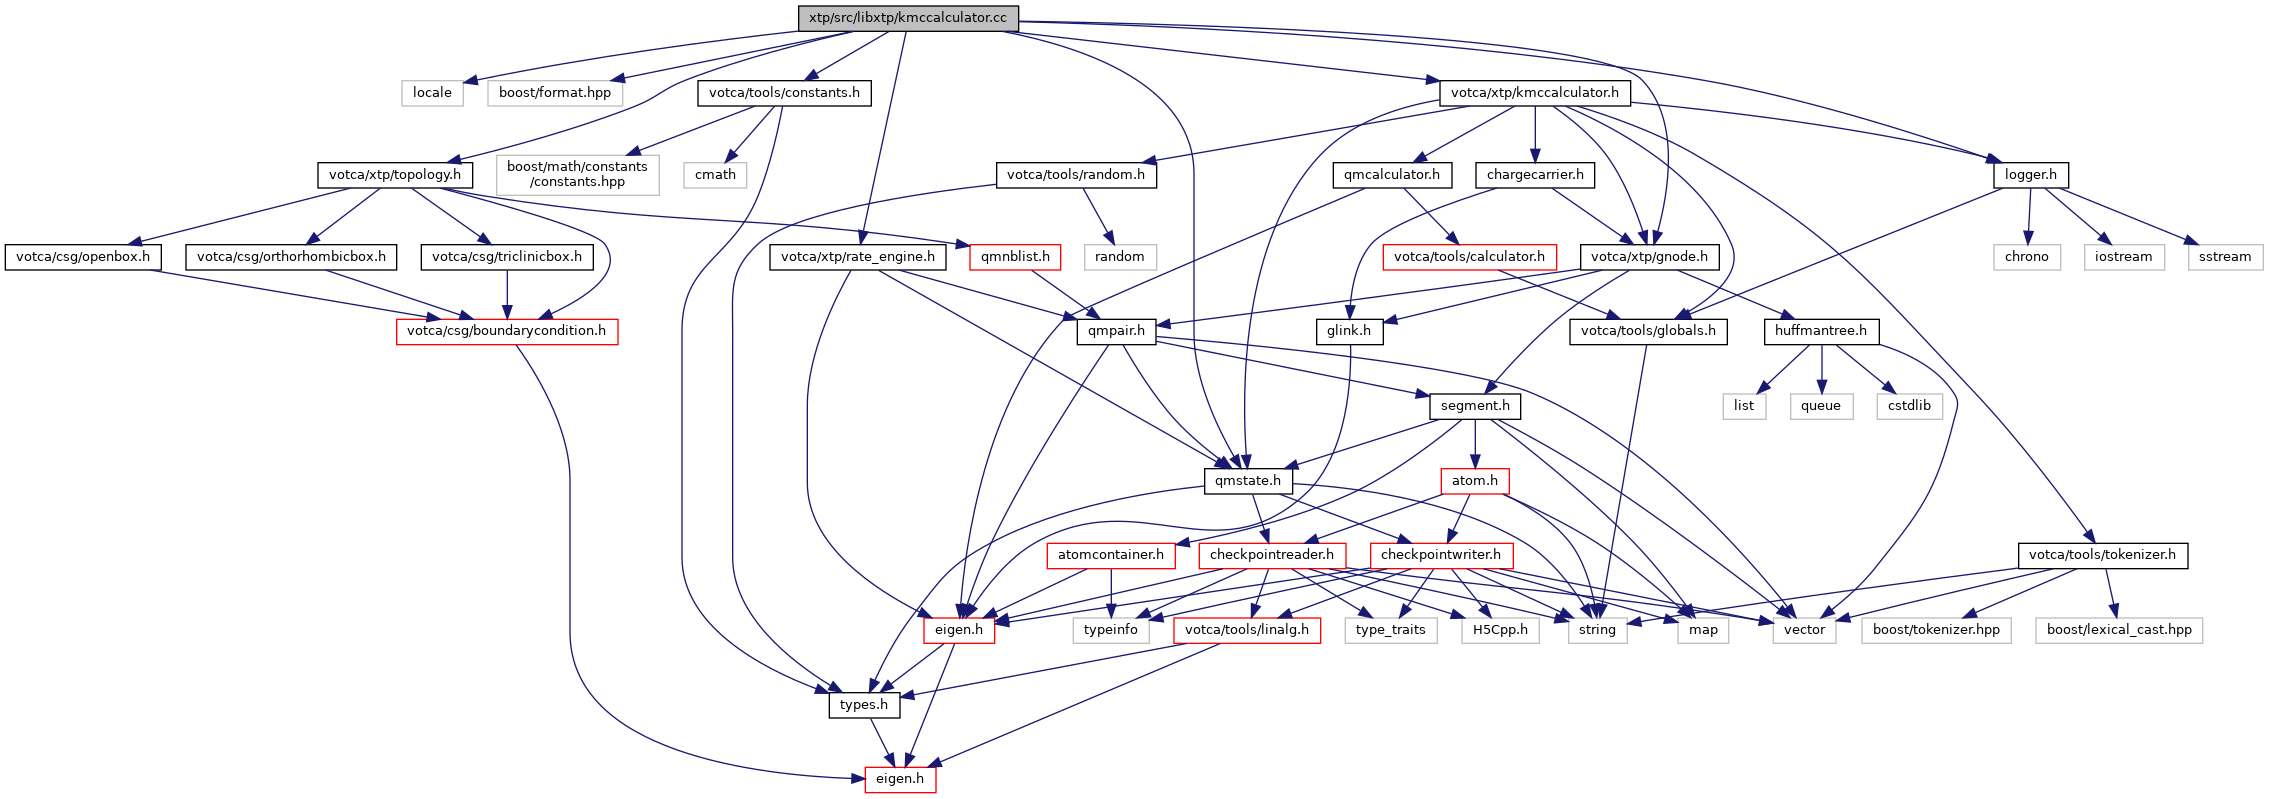 xtp/src/libxtp/kmccalculator.cc
locale
boost/format.hpp
votca/tools/constants.h
votca/xtp/kmccalculator.h
votca/xtp/topology.h
boost/math/constants
/constants.hpp
cmath
votca/tools/random.h
qmcalculator.h
chargecarrier.h
logger.h
votca/csg/openbox.h
votca/csg/orthorhombicbox.h
votca/csg/triclinicbox.h
votca/xtp/rate_engine.h
qmnblist.h
random
votca/tools/calculator.h
votca/xtp/gnode.h
chrono
iostream
sstream
votca/csg/boundarycondition.h
qmpair.h
glink.h
votca/tools/globals.h
huffmantree.h
segment.h
list
queue
cstdlib
qmstate.h
atom.h
atomcontainer.h
checkpointreader.h
checkpointwriter.h
votca/tools/tokenizer.h
eigen.h
typeinfo
votca/tools/linalg.h
type_traits
H5Cpp.h
string
map
vector
boost/tokenizer.hpp
boost/lexical_cast.hpp
types.h
eigen.h